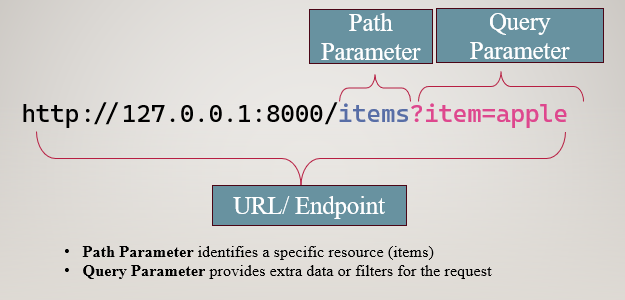 Path
Parameter
Query
Parameter
http://127.0.0.1:8000/items?item=apple
URL/ Endpoint
• Path Parameter identifies a specific resource (items)
• Query Parameter provides extra data or filters for the request